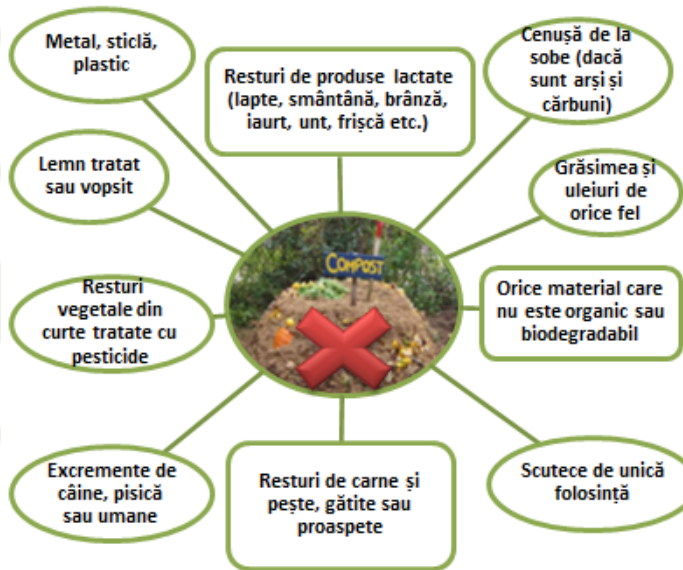 Metal, sticlă,
plastic
Resturi de produse lactate
(lapte, smântână, brânză,
iaurt, unt, frișcă etc.)
Cenușă de la
sobe (dacă
sunt arși și
cărbuni)
Lemn tratat
sau vopsit
Grăsimea și
uleiuri de
orice fel
COMPOST
Resturi
vegetale din
curte tratate cu
pesticide
Orice material care
nu este organic sau
biodegradabil
Excremente de
câine, pisică
sau umane
Resturi de carne și
pește, gătite sau
proaspete
Scutece de unică
folosință